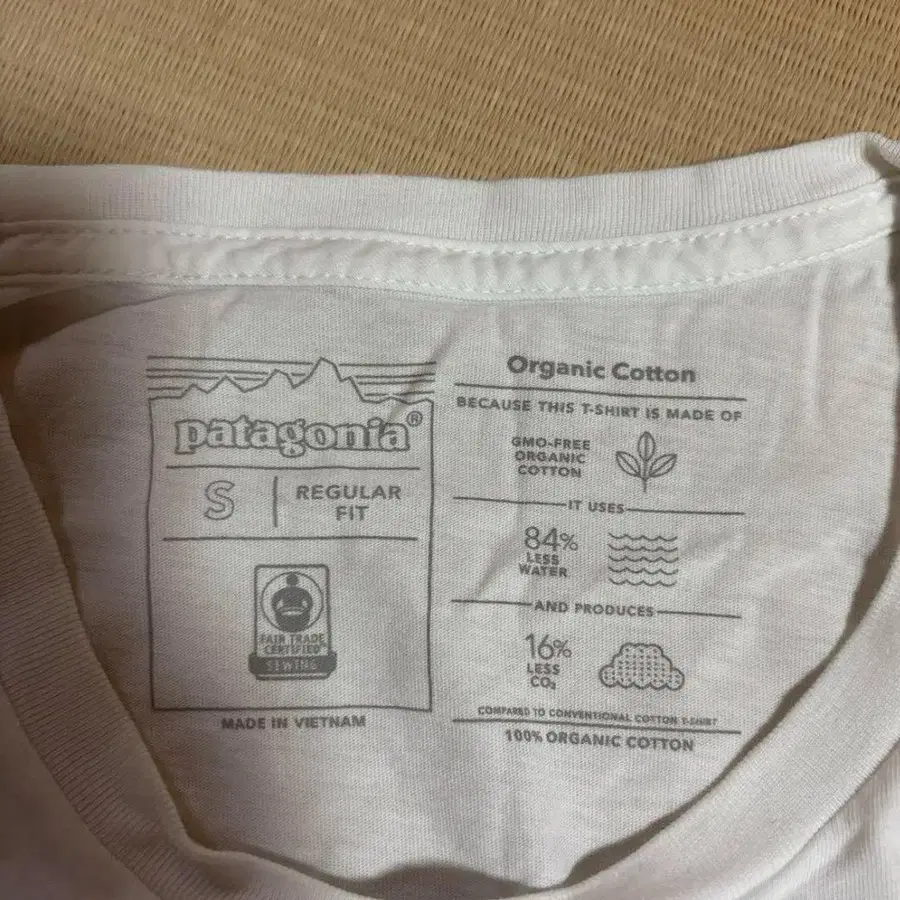 patagonia®
S
REGULAR
FIT
FAIR TRADE
CERTIFIED
SEWING
MADE IN VIETNAM
Organic Cotton
BECAUSE THIS T-SHIRT IS MADE OF
GMO-FREE
ORGANIC
COTTON
IT USES
84%
LESS
WATER
AND PRODUCES
16%
LESS
CO₂
COMPARED TO CONVENTIONAL COTTON T-SHIRT
100% ORGANIC COTTON